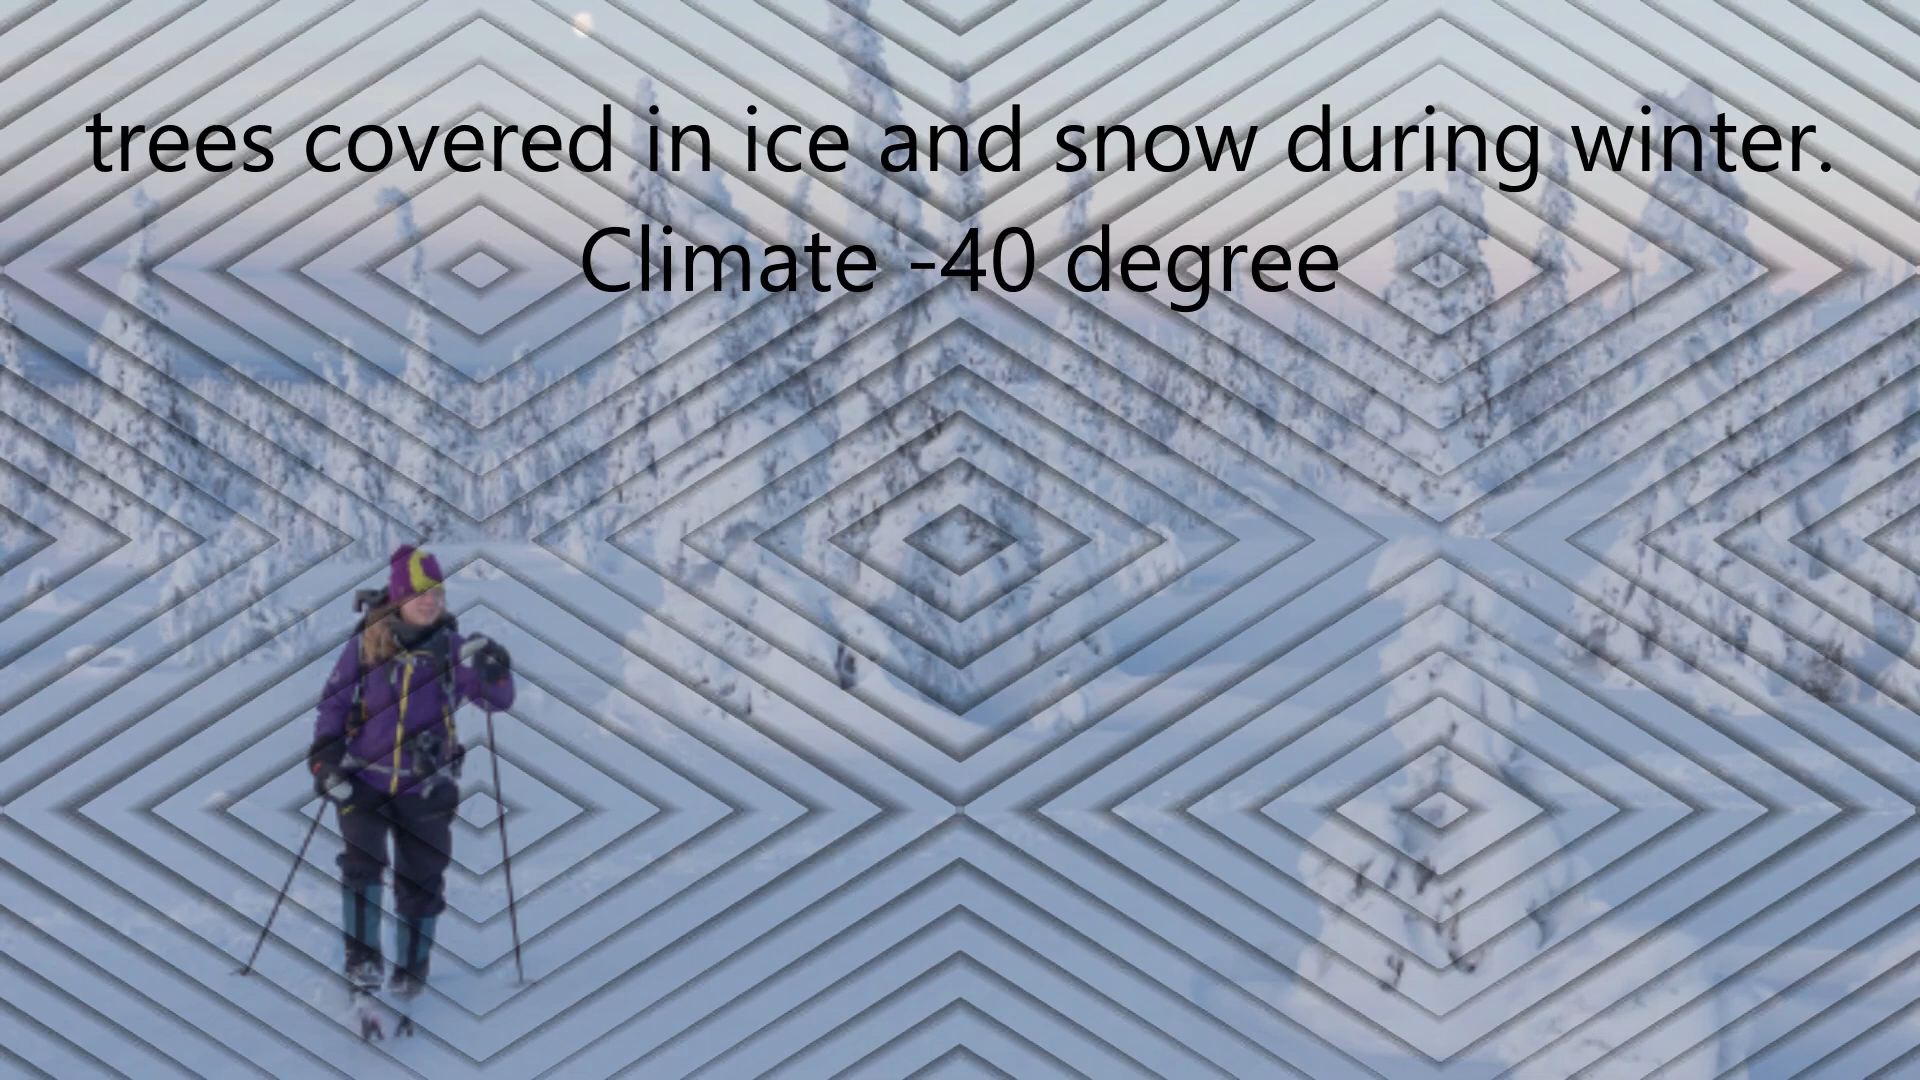 trees covered in ice and snow during winter.
Climate -40 degree